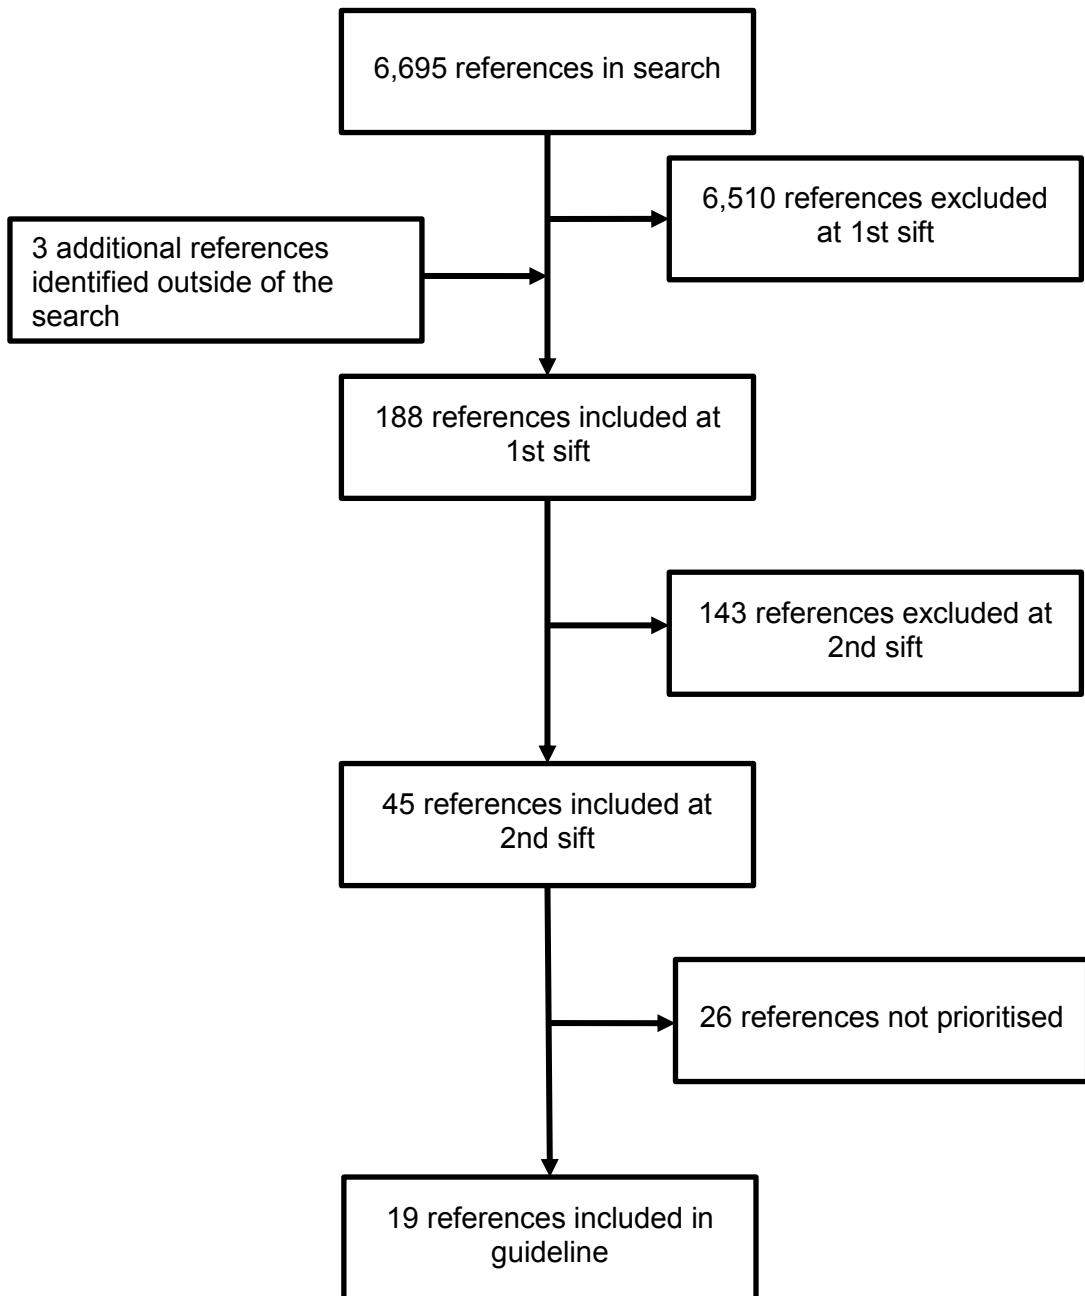 6,695 references in search
6,510 references excluded
at 1st sift
3 additional references
identified outside of the
search
188 references included at
1st sift
143 references excluded at
2nd sift
45 references included at
2nd sift
26 references not prioritised
19 references included in
guideline